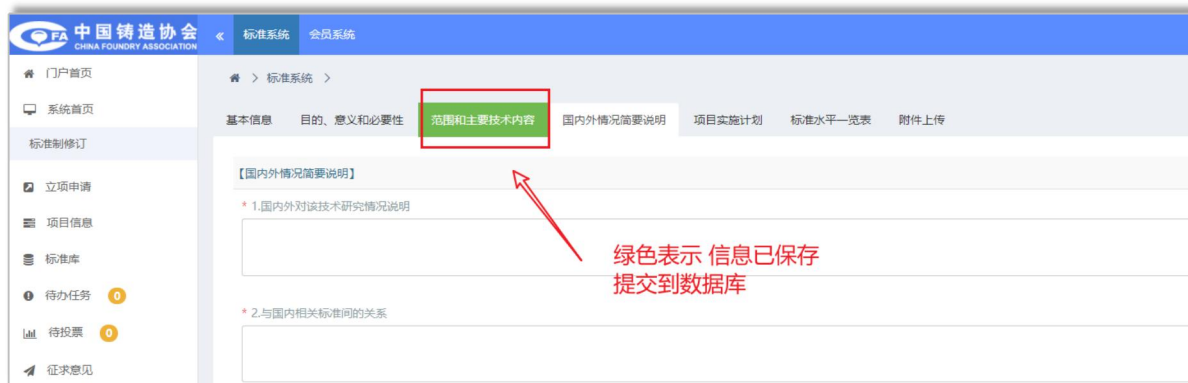 FA 中国铸造协会
CHINA FOUNDRY ASSOCIATION
« 标准系统 会员系统
门户首页
系统首页
标准制修订
立项申请
项目信息
标准库
待办任务 0
待投票 0
征求意见
> 标准系统 >
基本信息 目的、意义和必要性 范围和主要技术内容 国内外情况简要说明 项目实施计划 标准水平一览表 附件上传
【国内外情况简要说明】
* 1.国内外对该技术研究情况说明
绿色表示 信息已保存
提交到数据库
* 2.与国内相关标准间的关系